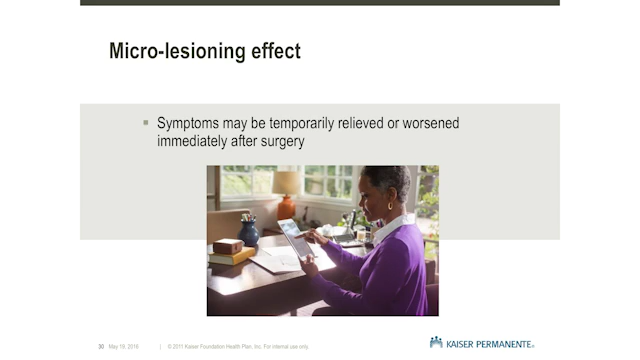 Micro-lesioning effect
Symptoms may be temporarily relieved or worsened
immediately after surgery
30 May 19, 2016 | © 2011 Kaiser Foundation Health Plan, Inc. For internal use only.
KAISER PERMANENTE®